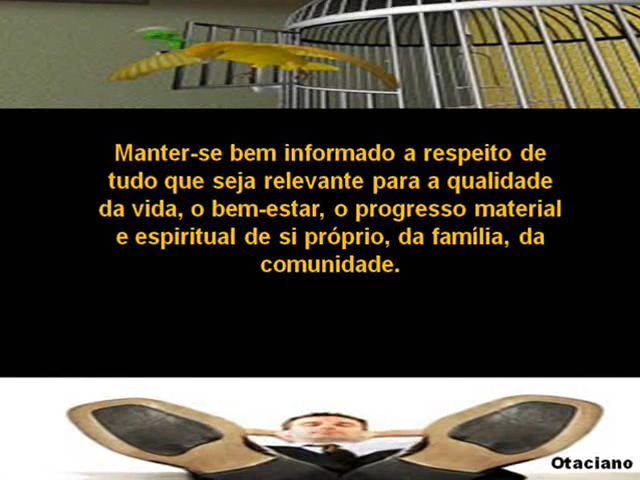 Manter-se bem informado a respeito de
tudo que seja relevante para a qualidade
da vida, o bem-estar, o progresso material
e espiritual de si próprio, da família, da
comunidade.
Otaciano